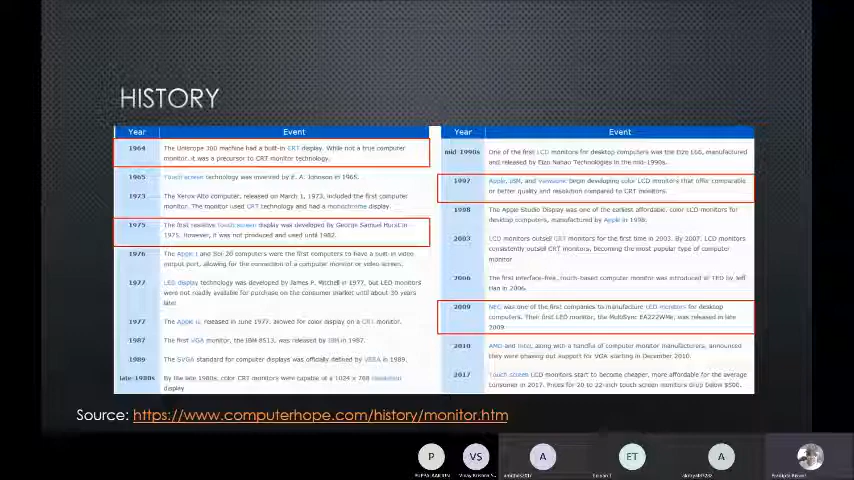 HISTORY
Year Event
1964 The Uniscope 300 machine had a built-in CRT display. While not a true computer
monitor, it was a precursor to CRT monitor technology.
1965 Touch screen technology was invented by E. A. Johnson in 1965.
1973 The Xerox Alto computer, released on March 1, 1973, included the first computer
monitor. The monitor used CRT technology and had a monochrome display.
1975 The first resistive touch screen display was developed by George Samuel Hurst in
1975. However, it was not produced and used until 1982.
1976 The Apple I and Sol-20 computers were the first computers to have a built-in video
output port, allowing for the connection of a computer monitor or video screen.
1977 LED display technology was developed by James P. Mitchell in 1977, but LED monitors
were not readily available for purchase on the consumer market until about 30 years
later.
1977 The Apple II, released in June 1977, allowed for color display on a CRT monitor.
1987 The first VGA monitor, the IBM 8513, was released by IBM in 1987.
1989 The SVGA standard for computer displays was officially defined by VESA in 1989.
late-1980s By the late 1980s, color CRT monitors were capable of a 1024 x 768 resolution
display.
Year Event
mid-1990s One of the first LCD monitors for desktop computers was the Eizo L66, manufactured
and released by Eizo Nanao Technologies in the mid-1990s.
1997 Apple, IBM, and Viewsonic begin developing color LCD monitors that offer comparable
or better quality and resolution compared to CRT monitors.
1998 The Apple Studio Display was one of the earliest affordable, color LCD monitors for
desktop computers, manufactured by Apple in 1998.
2003 LCD monitors outsell CRT monitors for the first time in 2003. By 2007, LCD monitors
consistently outsell CRT monitors, becoming the most popular type of computer
monitor
2006 The first interface-free, touch-based computer monitor was introduced at TED by Jeff
Han in 2006.
2009 NEC was one of the first companies to manufacture LED monitors for desktop
computers. Their first LED monitor, the MultiSync EA222WMe, was released in late
2009.
2010 AMD and Intel, along with a handful of computer monitor manufacturers, announced
they were phasing out support for VGA starting in December 2010.
2017 Touch screen LCD monitors start to become cheaper, more affordable for the average
consumer in 2017. Prices for 20 to 22-inch touch screen monitors drop below $500.
Source: https://www.computerhope.com/history/monitor.htm
P VS A ET A